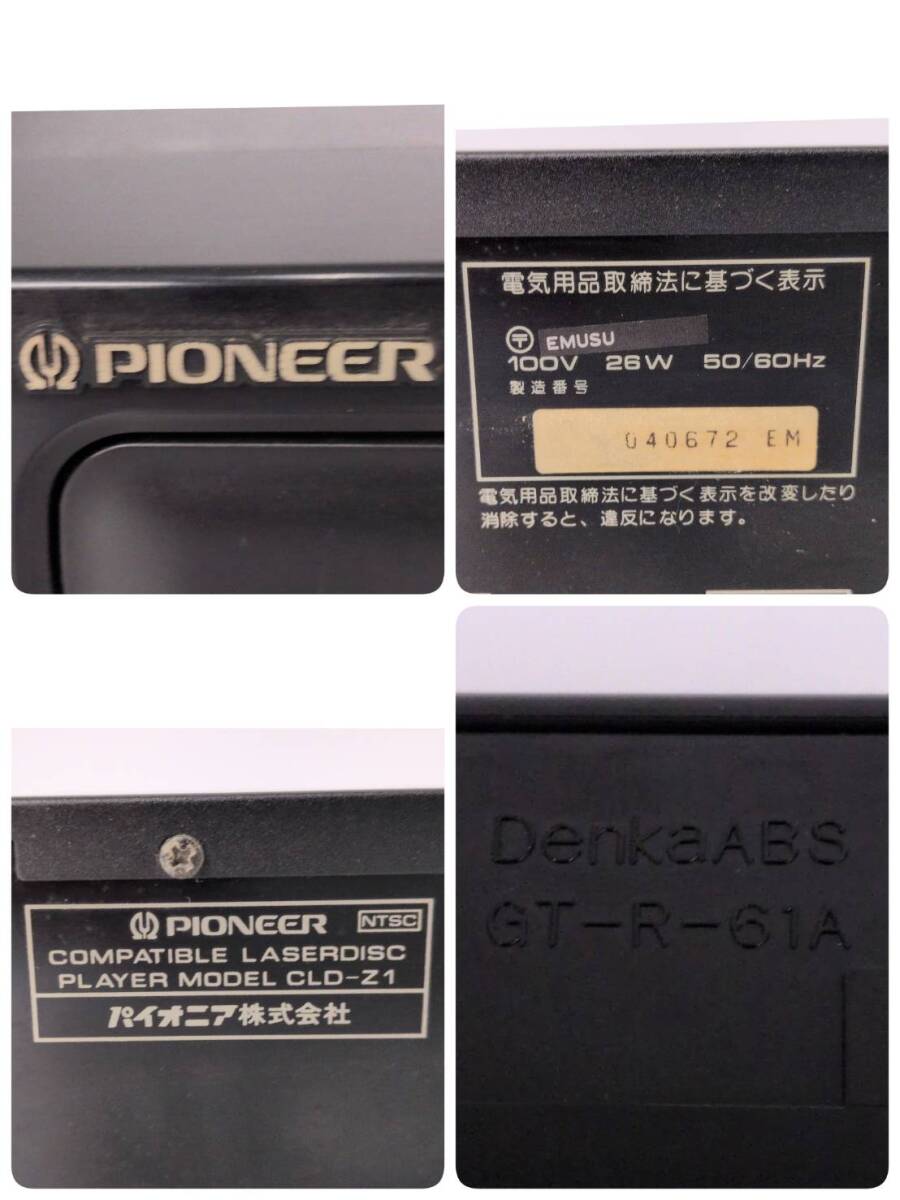 PIONEER
電気用品取締法に基づく表示
〒 EMUSU
100V 26W 50/60Hz
製造番号
040672 EM
電気用品取締法に基づく表示を改変したり
消除すると、違反になります。
PIONEER NTSC
COMPATIBLE LASERDISC
PLAYER MODEL CLD-Z1
パイオニア株式会社
DenkaABS
GT-R-61A